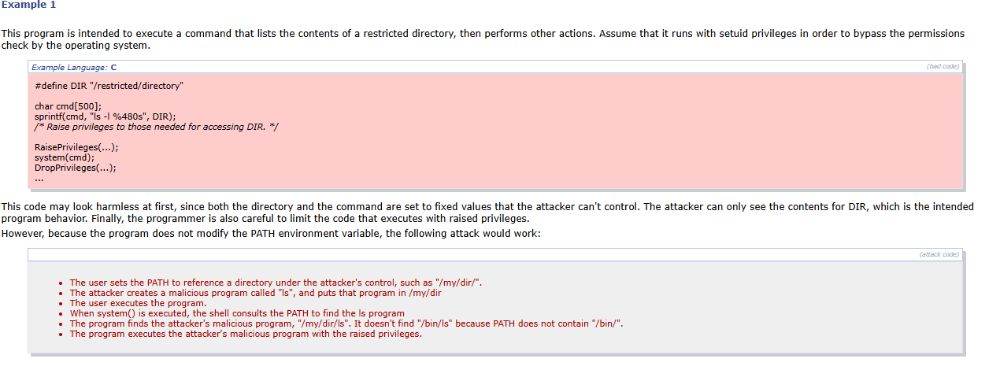 Example 1
This program is intended to execute a command that lists the contents of a restricted directory, then performs other actions. Assume that it runs with setuid privileges in order to bypass the permissions
check by the operating system.
Example Language: C
(bad code)
#define DIR "/restricted/directory"
char cmd[500];
sprintf(cmd, "ls -l %480s", DIR);
/* Raise privileges to those needed for accessing DIR. */
RaisePrivileges(...);
system(cmd);
DropPrivileges(...);
...
This code may look harmless at first, since both the directory and the command are set to fixed values that the attacker can't control. The attacker can only see the contents for DIR, which is the intended
program behavior. Finally, the programmer is also careful to limit the code that executes with raised privileges.
However, because the program does not modify the PATH environment variable, the following attack would work:
(attack code)
• The user sets the PATH to reference a directory under the attacker's control, such as "/my/dir/".
• The attacker creates a malicious program called "ls", and puts that program in /my/dir
• The user executes the program.
• When system() is executed, the shell consults the PATH to find the ls program
• The program finds the attacker's malicious program, "/my/dir/ls". It doesn't find "/bin/ls" because PATH does not contain "/bin/".
• The program executes the attacker's malicious program with the raised privileges.